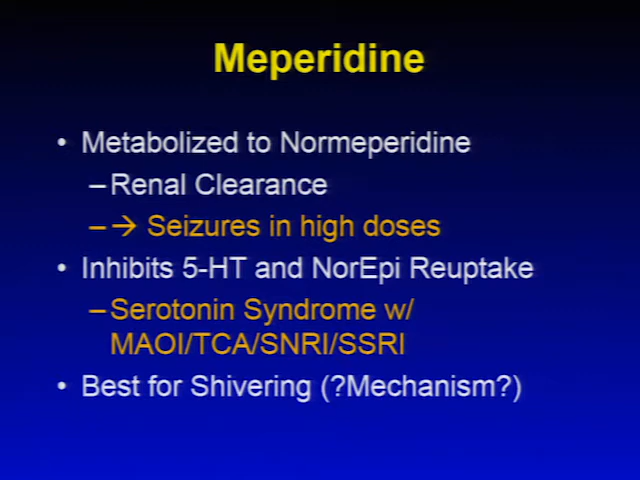 Meperidine
• Metabolized to Normeperidine
–Renal Clearance
–→ Seizures in high doses
• Inhibits 5-HT and NorEpi Reuptake
–Serotonin Syndrome w/
MAOI/TCA/SNRI/SSRI
• Best for Shivering (?Mechanism?)